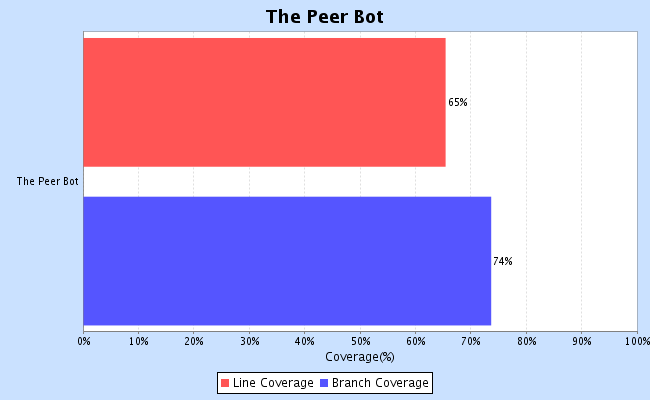 The Peer Bot
65%
The Peer Bot
74%
0% 10% 20% 30% 40% 50% 60% 70% 80% 90% 100%
Coverage(%)
Line Coverage Branch Coverage